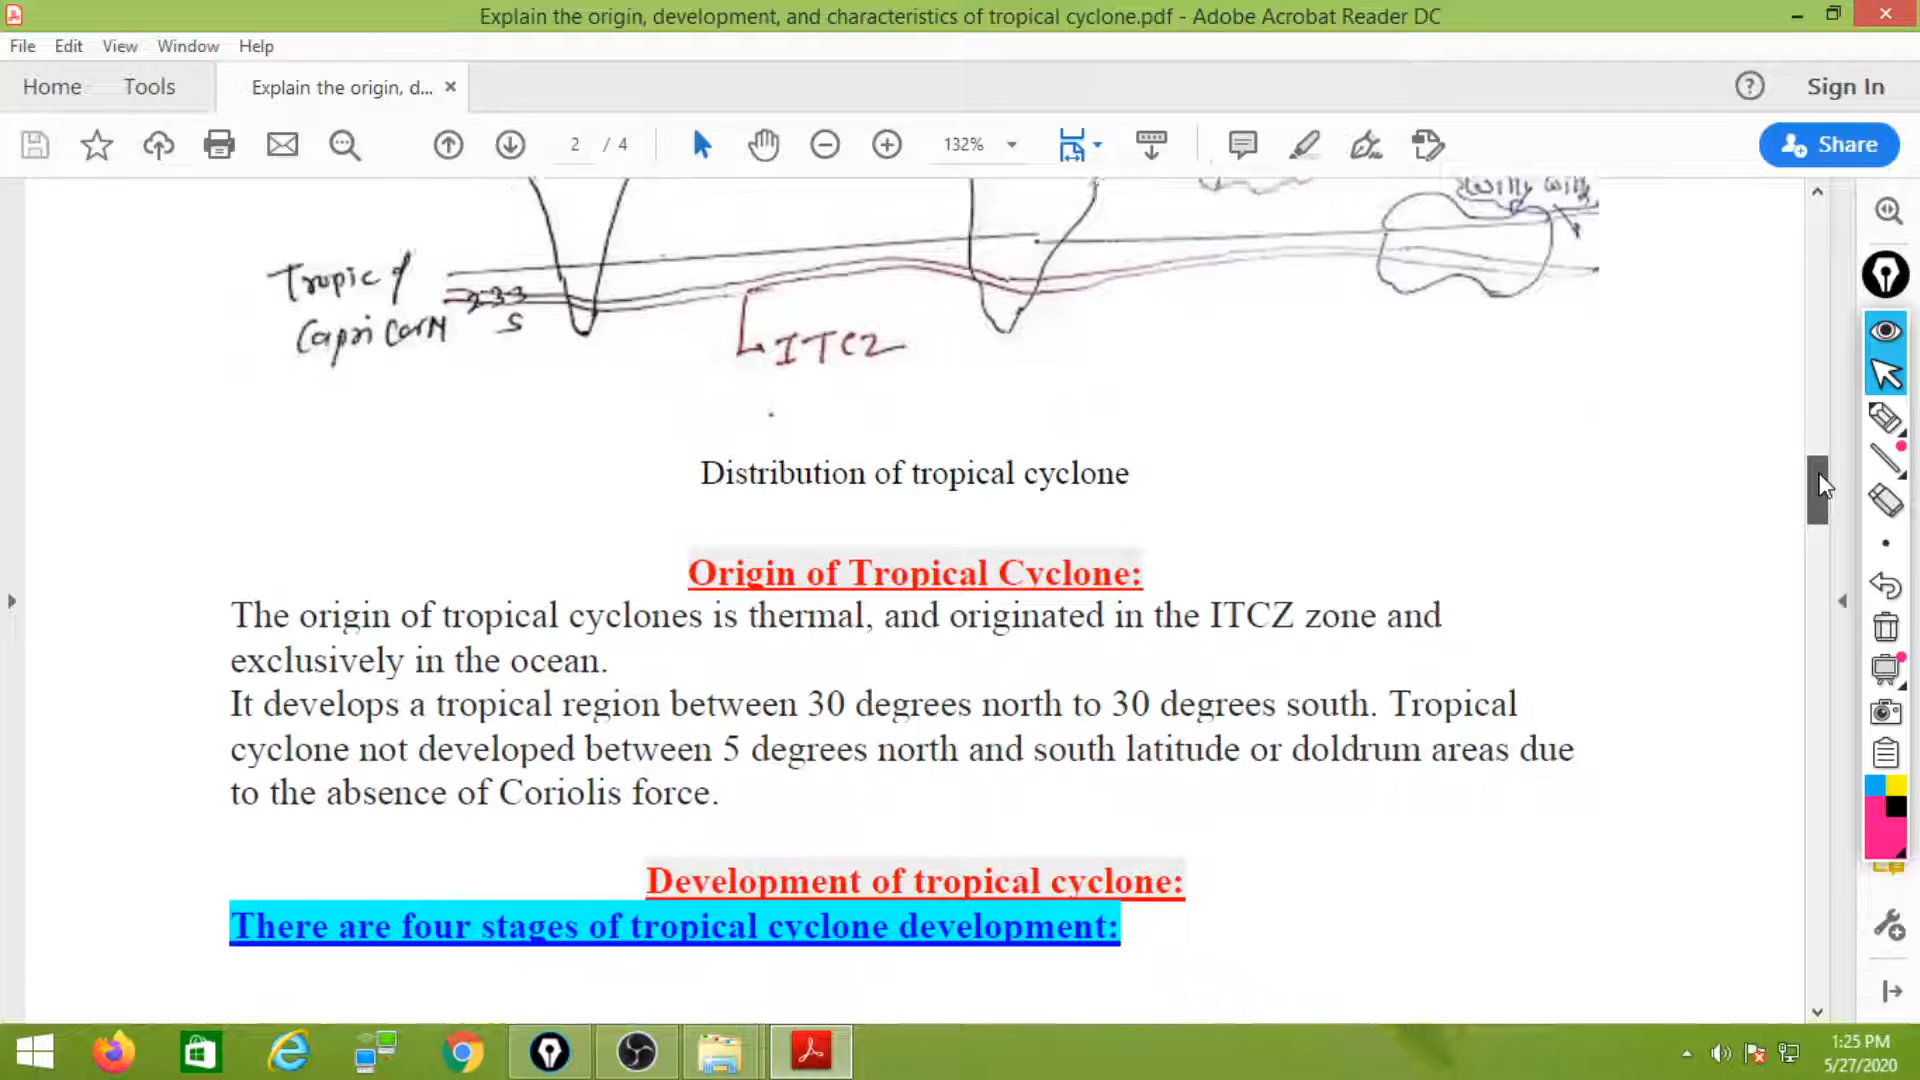 Explain the origin, development, and characteristics of tropical cyclone.pdf - Adobe Acrobat Reader DC
File Edit View Window Help
Home Tools Explain the origin, d... Sign In
2 / 4 132% Share
willy willy
Tropic of
Capricorn
23.3
S
ITCZ
Distribution of tropical cyclone
Origin of Tropical Cyclone:
The origin of tropical cyclones is thermal, and originated in the ITCZ zone and
exclusively in the ocean.
It develops a tropical region between 30 degrees north to 30 degrees south. Tropical
cyclone not developed between 5 degrees north and south latitude or doldrum areas due
to the absence of Coriolis force.
Development of tropical cyclone:
There are four stages of tropical cyclone development:
1:25 PM
5/27/2020